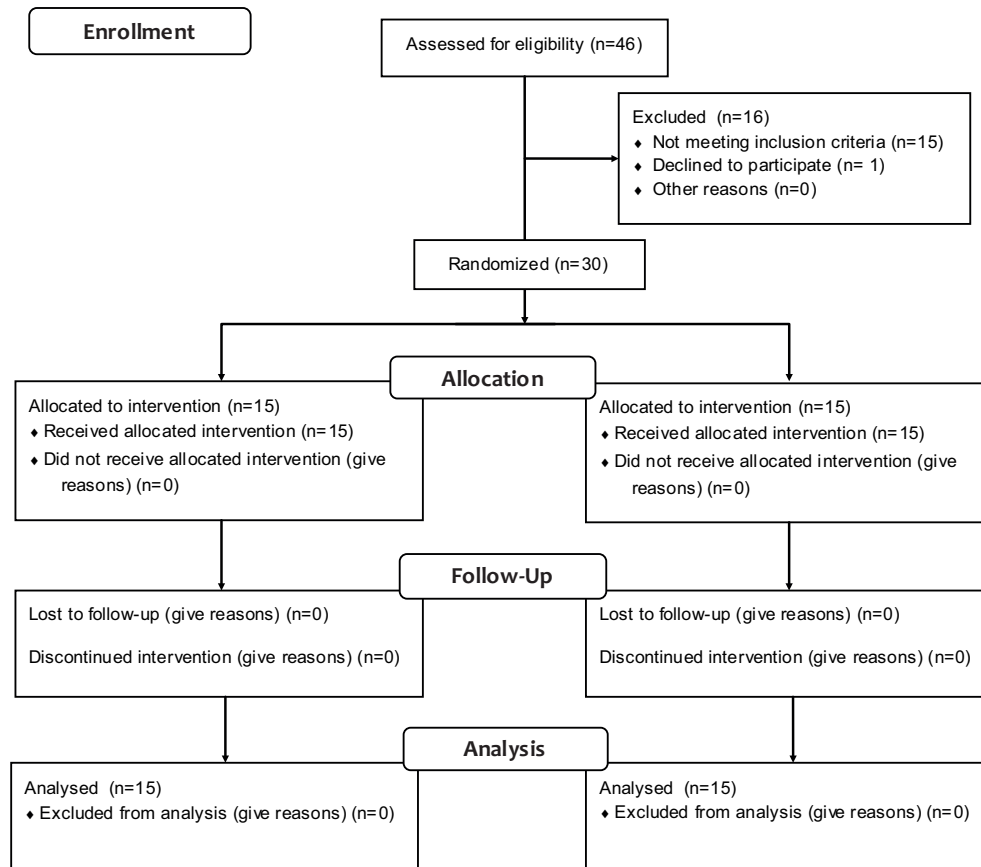 Enrollment
Assessed for eligibility (n=46)
Excluded (n=16)
♦ Not meeting inclusion criteria (n=15)
♦ Declined to participate (n= 1)
♦ Other reasons (n=0)
Randomized (n=30)
Allocation
Allocated to intervention (n=15)
♦ Received allocated intervention (n=15)
♦ Did not receive allocated intervention (give
reasons) (n=0)
Allocated to intervention (n=15)
♦ Received allocated intervention (n=15)
♦ Did not receive allocated intervention (give
reasons) (n=0)
Follow-Up
Lost to follow-up (give reasons) (n=0)
Discontinued intervention (give reasons) (n=0)
Lost to follow-up (give reasons) (n=0)
Discontinued intervention (give reasons) (n=0)
Analysis
Analysed (n=15)
♦ Excluded from analysis (give reasons) (n=0)
Analysed (n=15)
♦ Excluded from analysis (give reasons) (n=0)